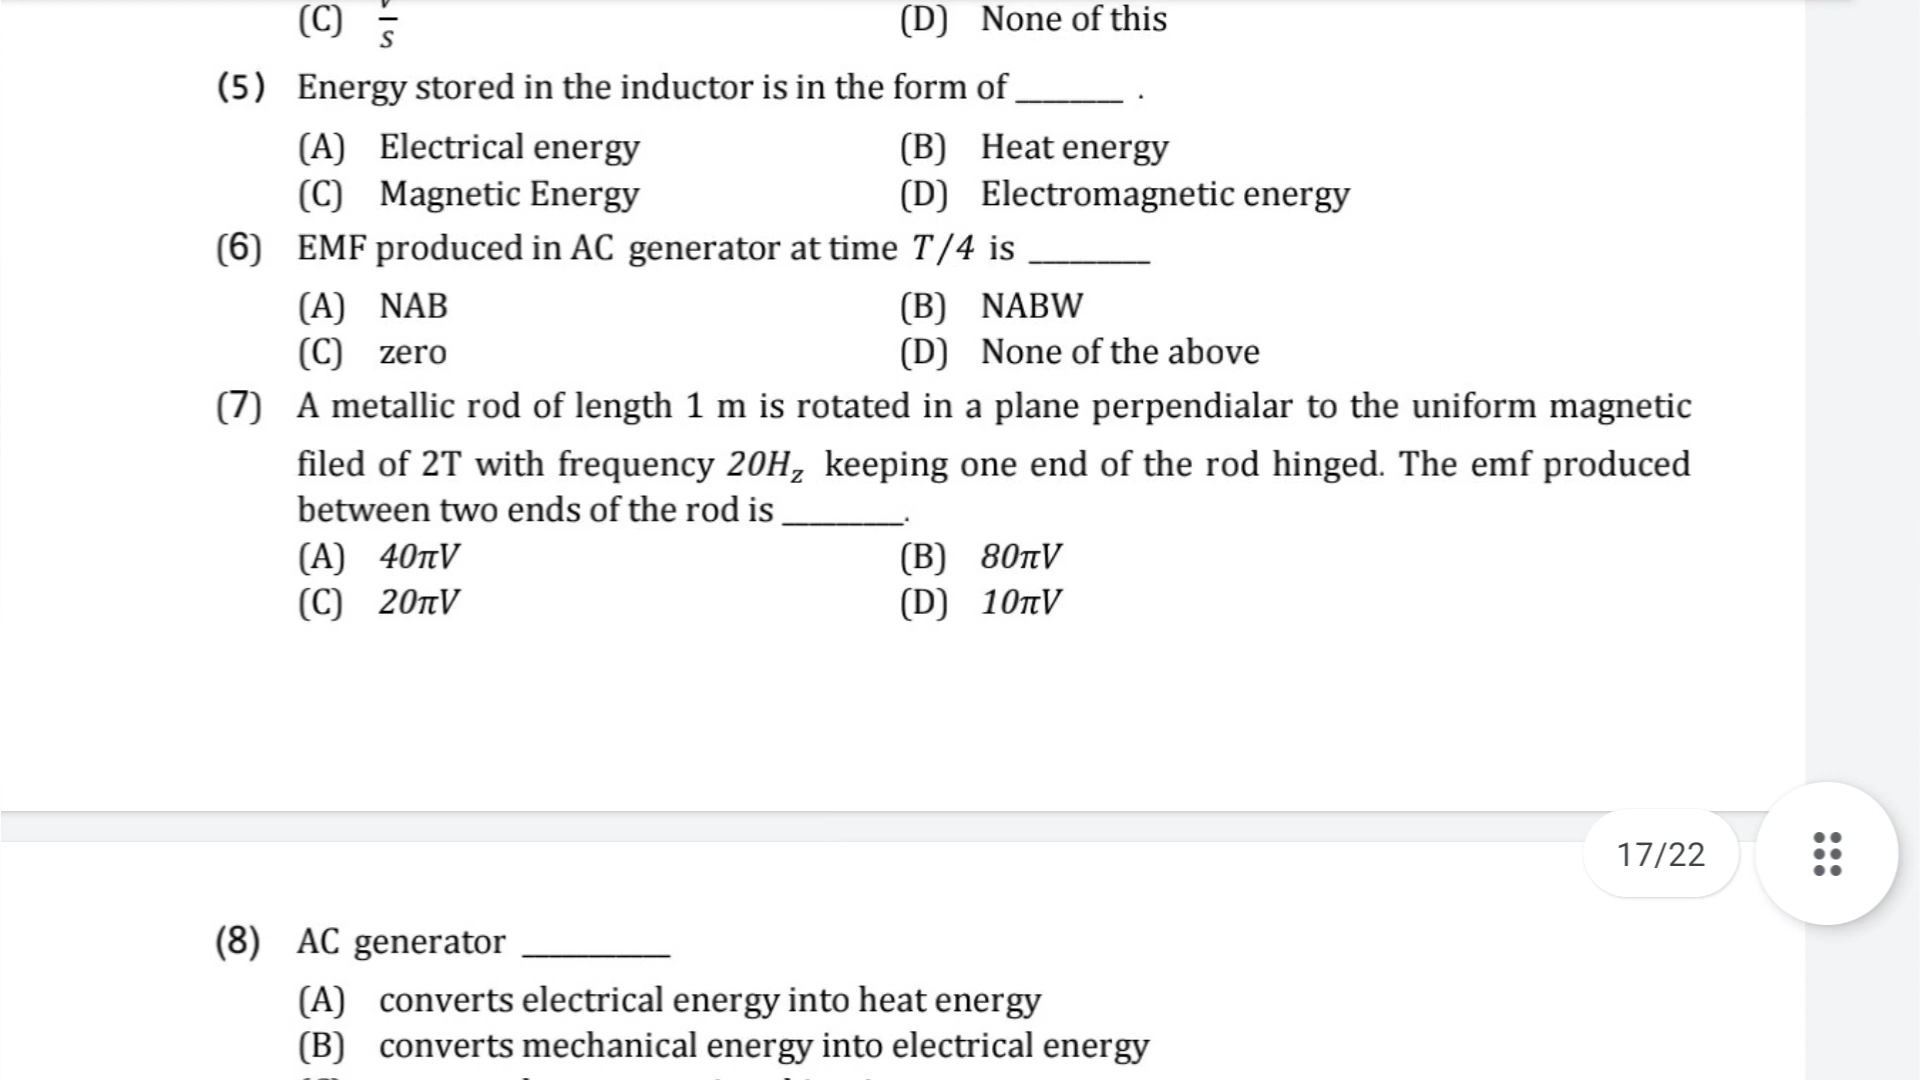 (C) v/s (D) None of this
(5) Energy stored in the inductor is in the form of ________ .
(A) Electrical energy (B) Heat energy
(C) Magnetic Energy (D) Electromagnetic energy
(6) EMF produced in AC generator at time T/4 is _________
(A) NAB (B) NABW
(C) zero (D) None of the above
(7) A metallic rod of length 1 m is rotated in a plane perpendialar to the uniform magnetic
filed of 2T with frequency 20Hz keeping one end of the rod hinged. The emf produced
between two ends of the rod is _________.
(A) 40πV (B) 80πV
(C) 20πV (D) 10πV
17/22
(8) AC generator ___________
(A) converts electrical energy into heat energy
(B) converts mechanical energy into electrical energy